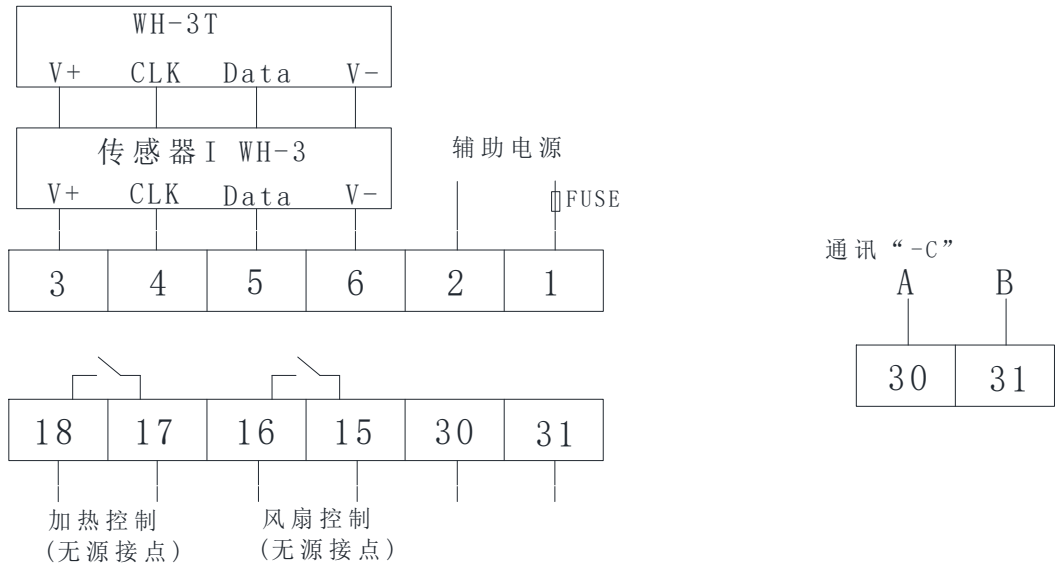 WH-3T
V+ CLK Data V-
传感器I WH-3
V+ CLK Data V-
辅助电源
FUSE
3 4 5 6 2 1
18 17 16 15 30 31
加热控制
(无源接点)
风扇控制
(无源接点)
通讯“-C”
A B
30 31